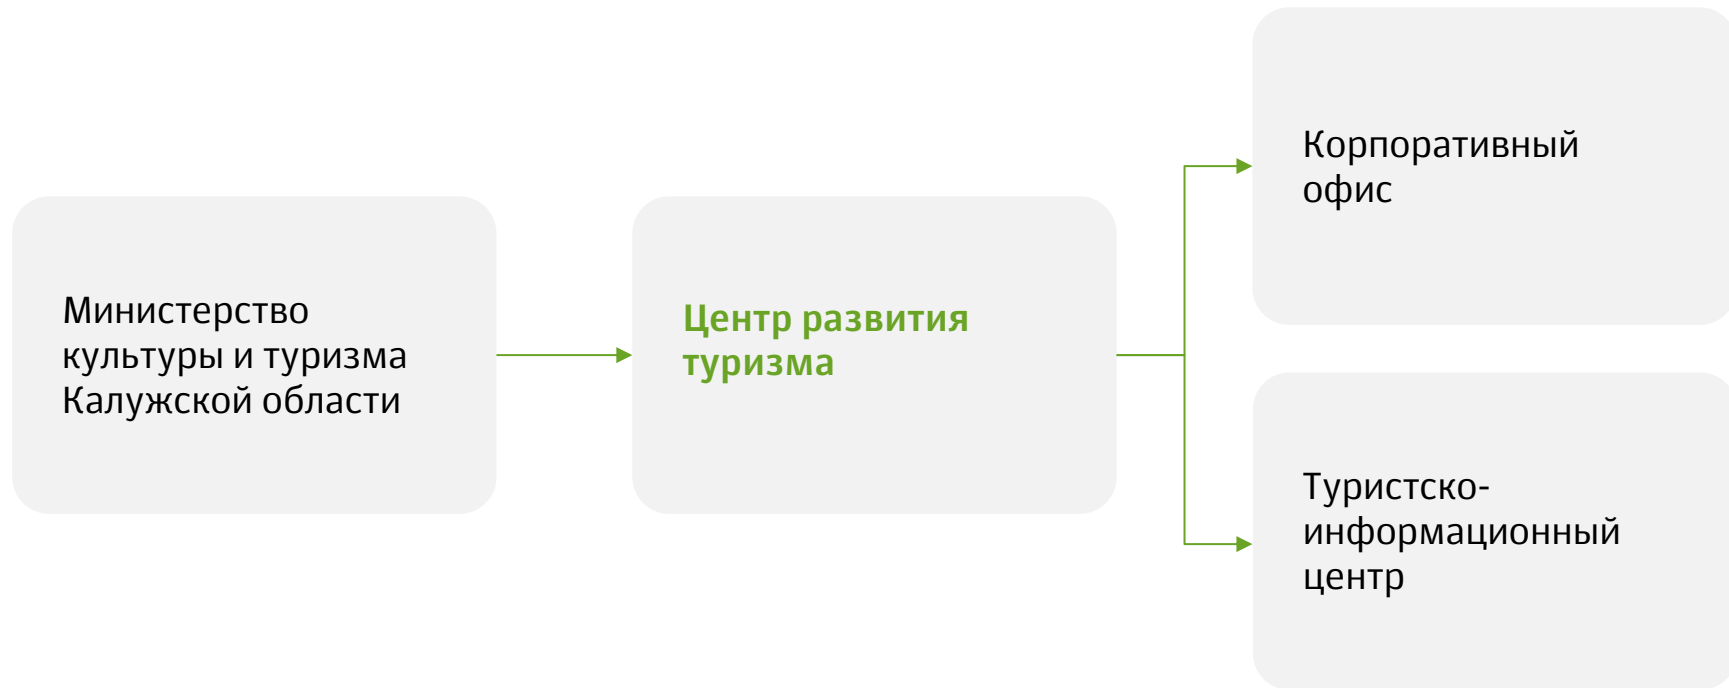 Министерство
культуры и туризма
Калужской области
Центр развития
туризма
Корпоративный
офис
Туристско-
информационный
центр